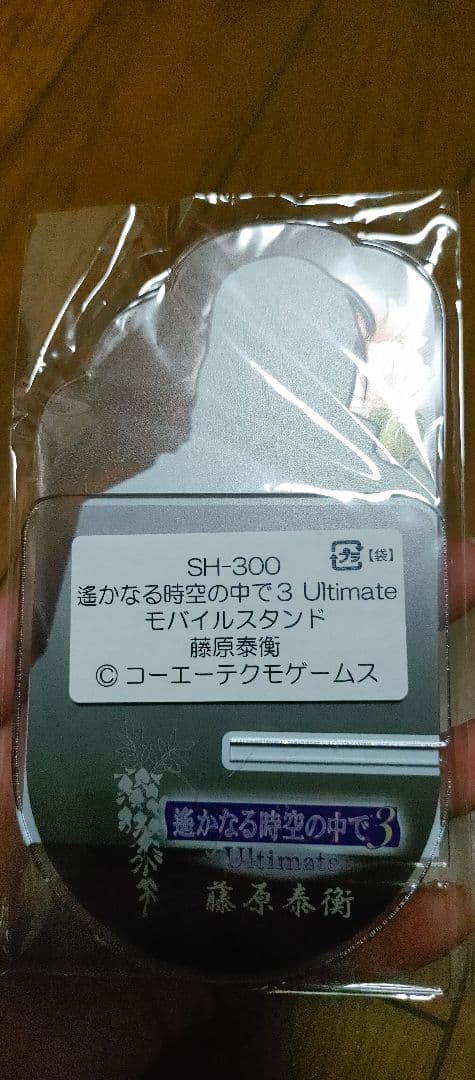 SH-300
プラ【袋】
遙かなる時空の中で3 Ultimate
モバイルスタンド
藤原泰衡
©コーエーテクモゲームス
遙かなる時空の中で3
Ultimate
藤原泰衡